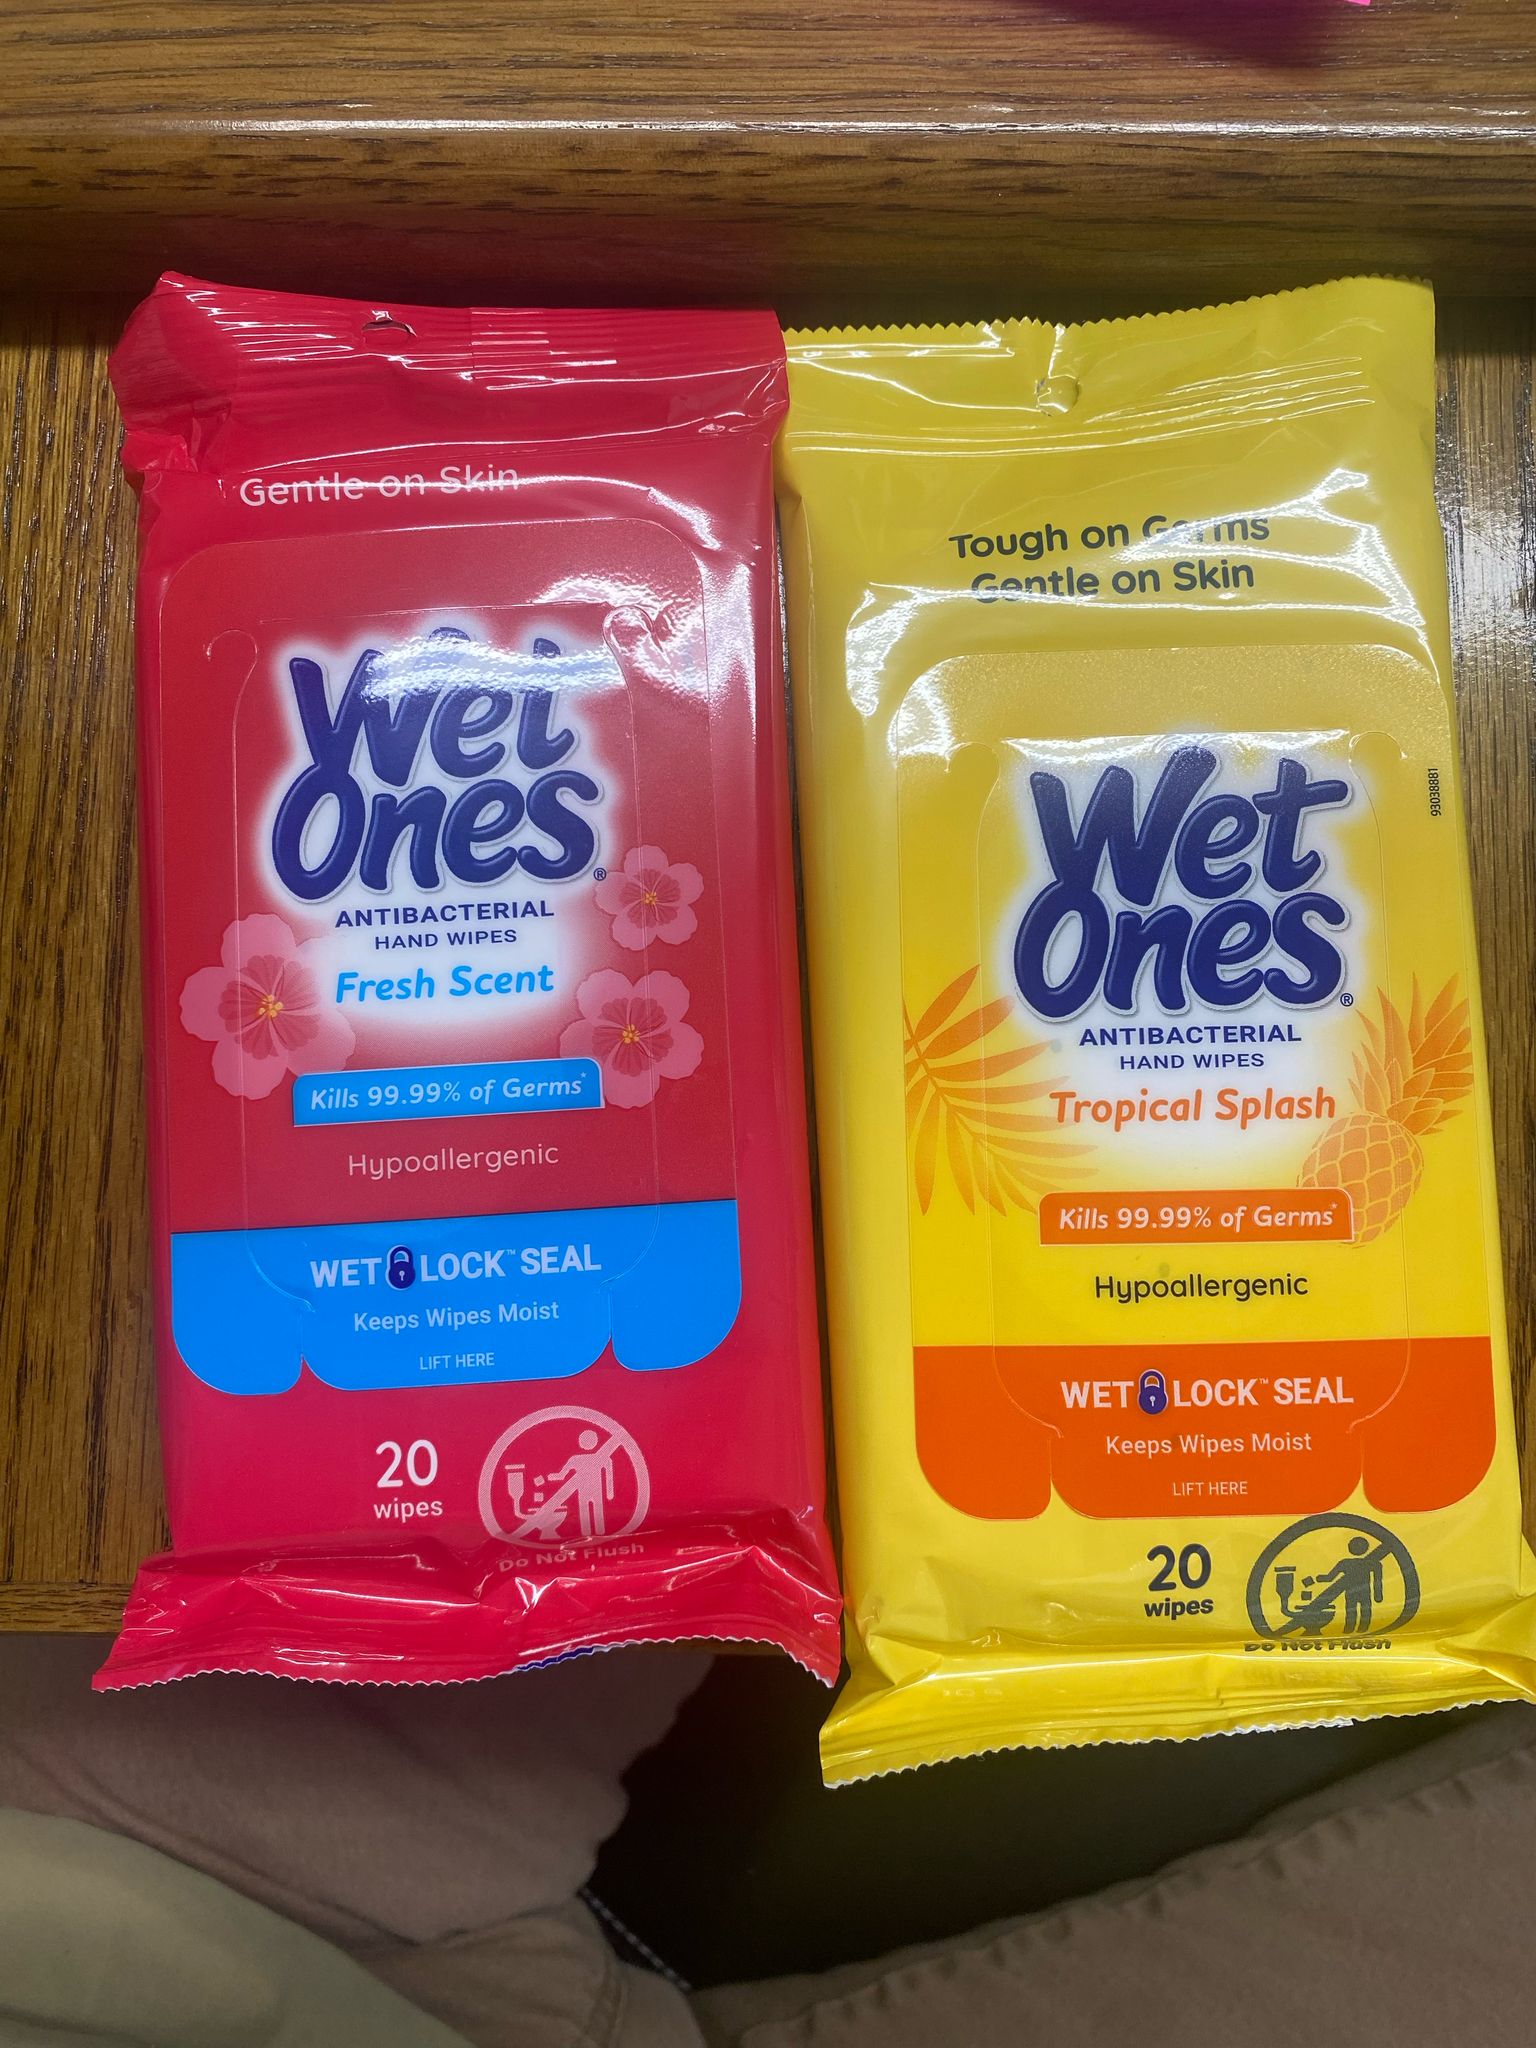 Gentle on Skin
Wet
Ones®
ANTIBACTERIAL
HAND WIPES
Fresh Scent
Kills 99.99% of Germs*
Hypoallergenic
WET LOCK™ SEAL
Keeps Wipes Moist
LIFT HERE
20
wipes
Do Not Flush
Tough on Germs
Gentle on Skin
93038881
Wet
Ones®
ANTIBACTERIAL
HAND WIPES
Tropical Splash
Kills 99.99% of Germs*
Hypoallergenic
WET LOCK™ SEAL
Keeps Wipes Moist
LIFT HERE
20
wipes
Do Not Flush